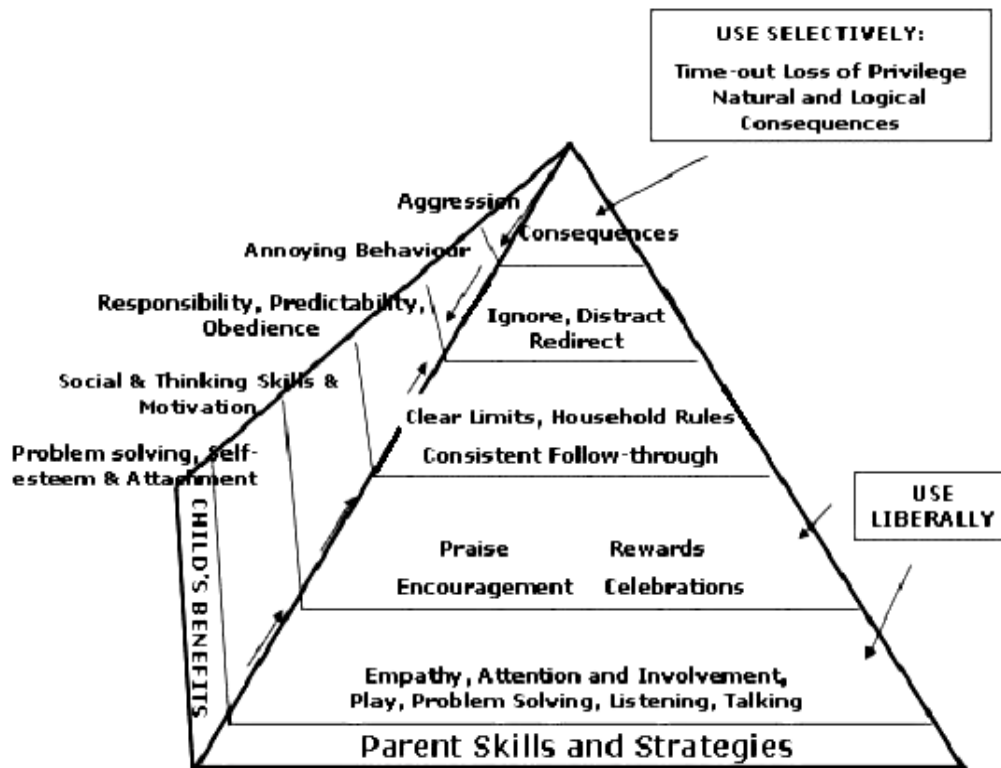 USE SELECTIVELY:
Time-out Loss of Privilege
Natural and Logical
Consequences
Aggression
Consequences
Annoying Behaviour
Responsibility, Predictability,
Obedience
Ignore, Distract
Redirect
Social & Thinking Skills &
Motivation
Clear Limits, Household Rules
Consistent Follow-through
Problem solving, Self-
esteem & Attachment
USE
LIBERALLY
CHILD'S BENEFITS
Praise Rewards
Encouragement Celebrations
Empathy, Attention and Involvement,
Play, Problem Solving, Listening, Talking
Parent Skills and Strategies